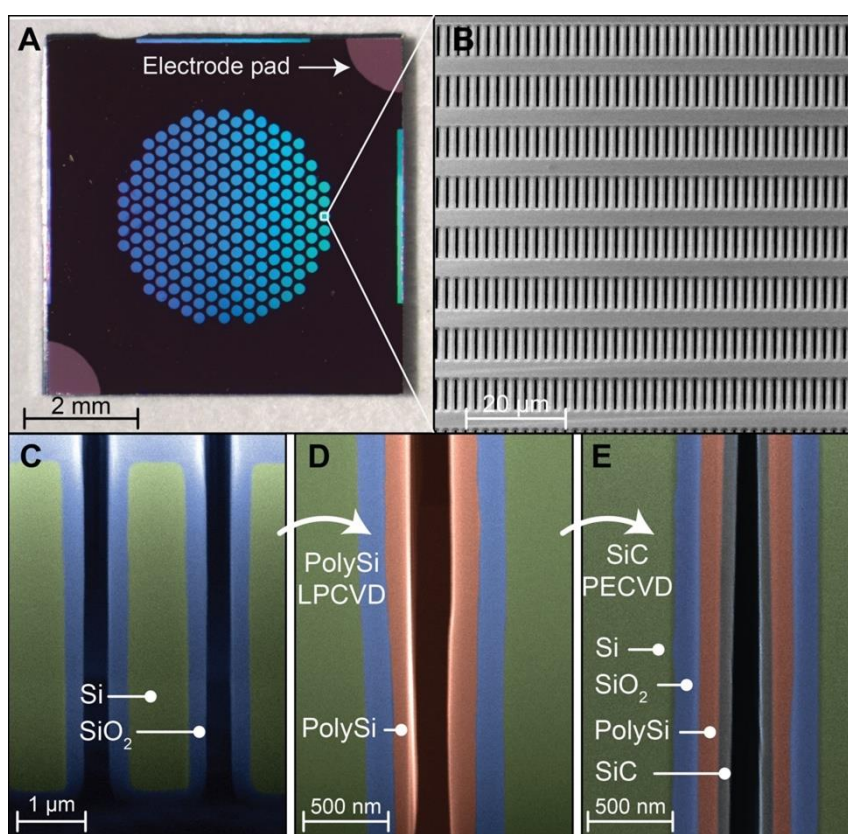 A
Electrode pad
2 mm
B
20 µm
C
Si
SiO₂
1 µm
D
PolySi
LPCVD
PolySi
500 nm
E
SiC
PECVD
Si
SiO₂
PolySi
SiC
500 nm